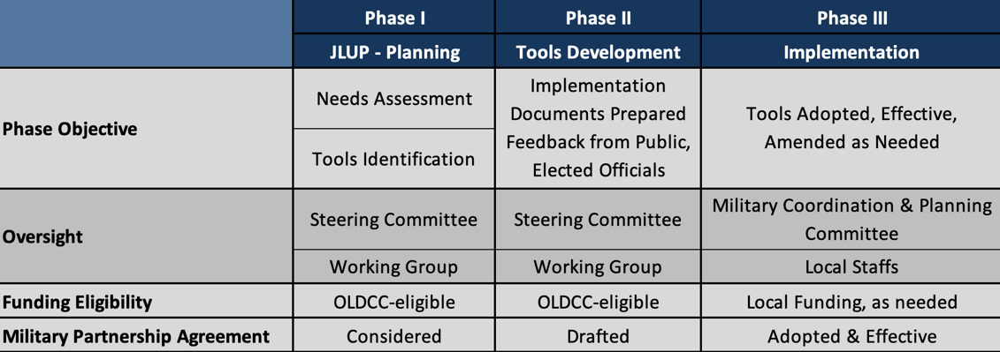 Phase I
Phase II
Phase III
JLUP - Planning
Tools Development
Implementation
Phase Objective
Needs Assessment
Tools Identification
Implementation
Documents Prepared
Feedback from Public,
Elected Officials
Tools Adopted, Effective,
Amended as Needed
Oversight
Steering Committee
Steering Committee
Military Coordination & Planning
Committee
Working Group
Working Group
Local Staffs
Funding Eligibility
OLDCC-eligible
OLDCC-eligible
Local Funding, as needed
Military Partnership Agreement
Considered
Drafted
Adopted & Effective